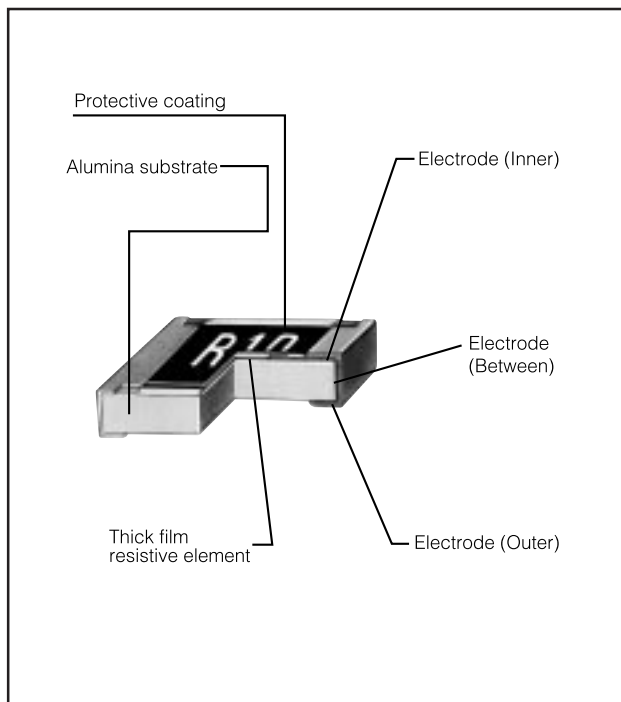 Protective coating
Alumina substrate
Electrode (Inner)
R10
Electrode
(Between)
Thick film
resistive element
Electrode (Outer)